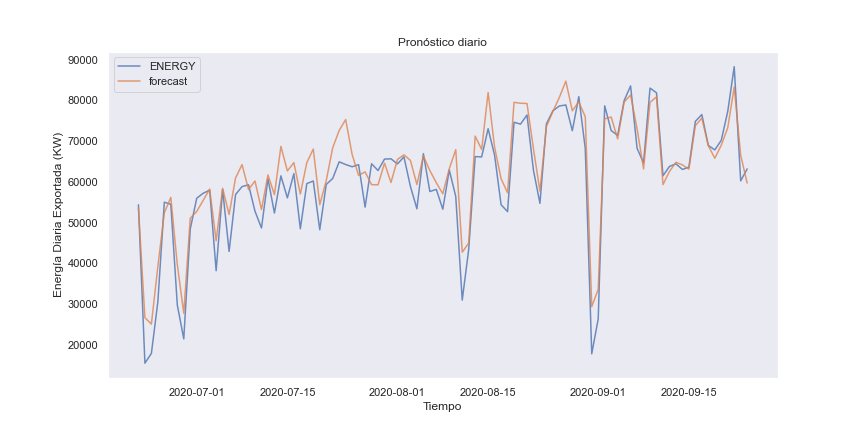 Pronóstico diario
ENERGY
forecast
Energía Diaria Exportada (KW)
90000
80000
70000
60000
50000
40000
30000
20000
2020-07-01 2020-07-15 2020-08-01 2020-08-15 2020-09-01 2020-09-15
Tiempo